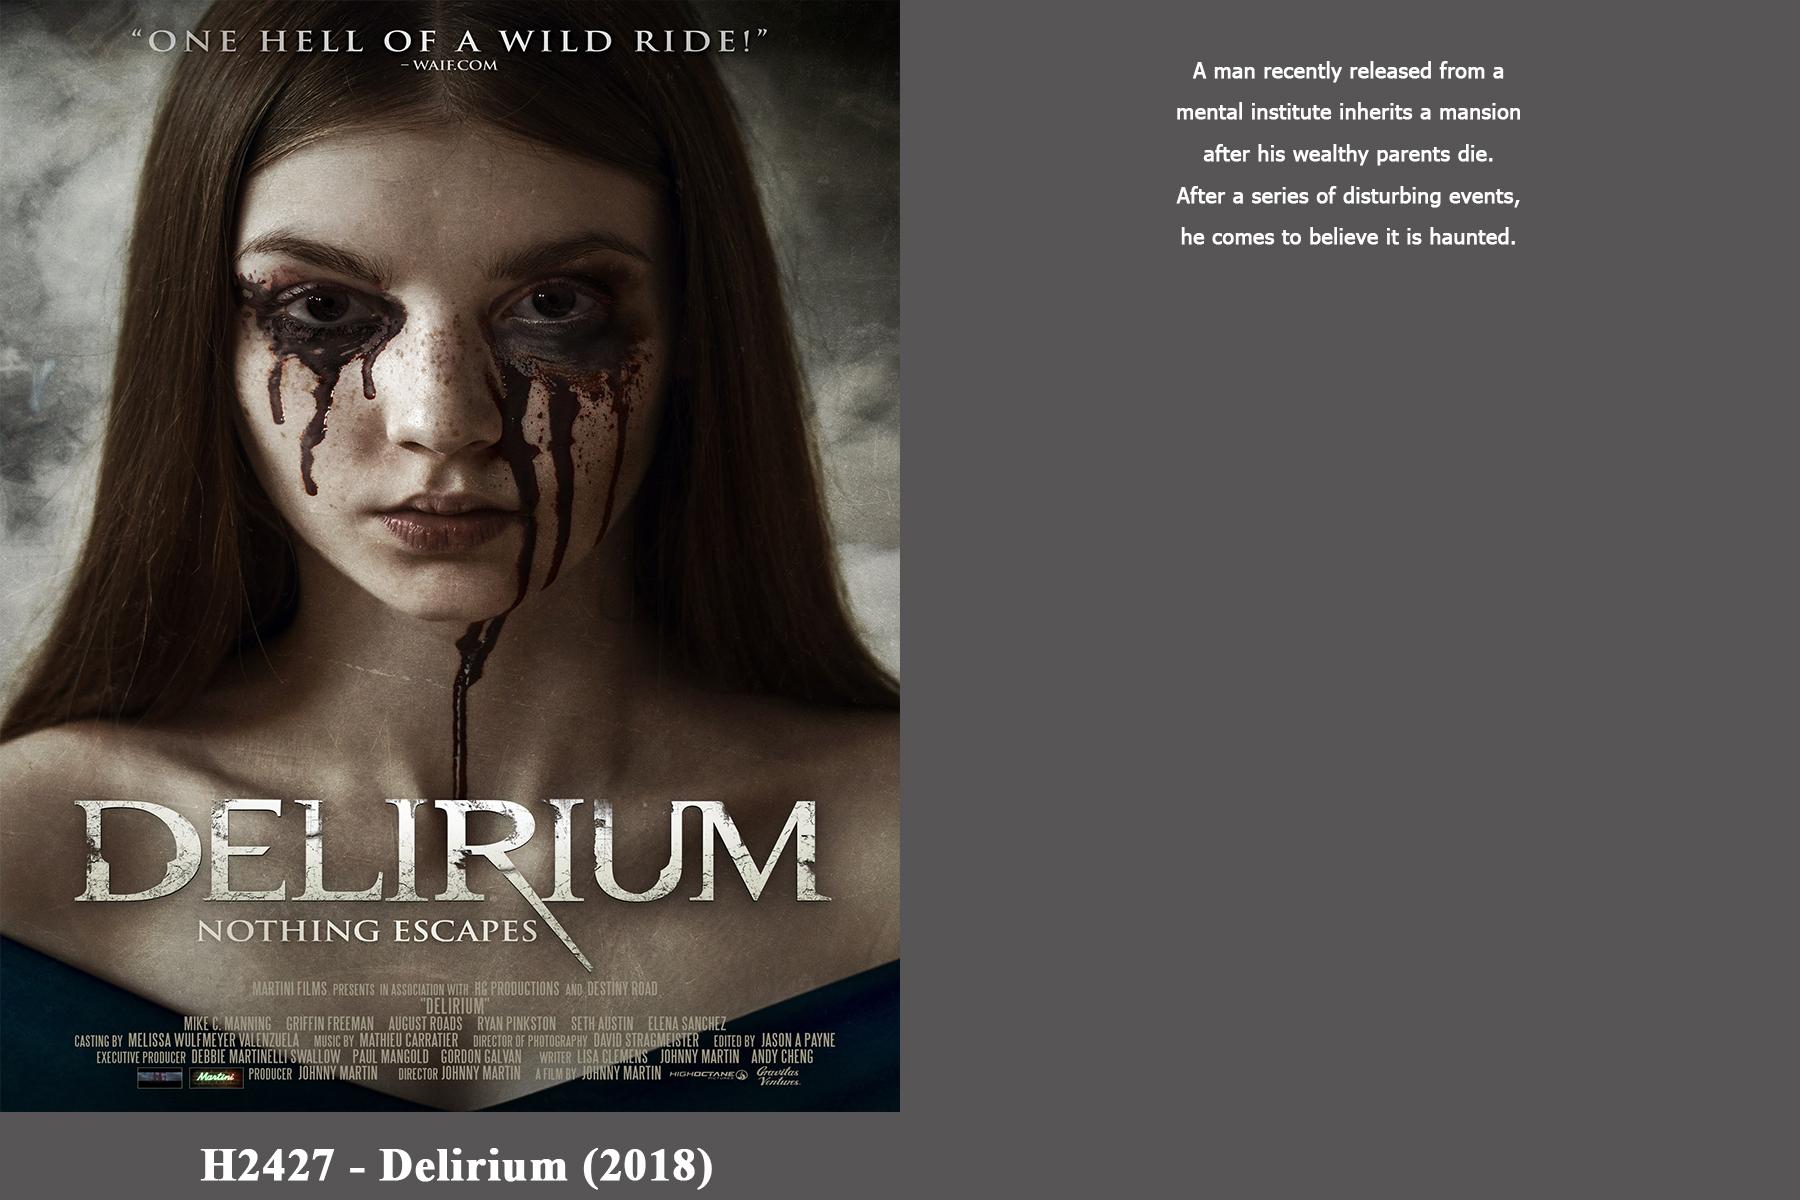 “ONE HELL OF A WILD RIDE!”
– WAIF.COM
DELIRIUM
NOTHING ESCAPES
MARTINI FILMS PRESENTS IN ASSOCIATION WITH HG PRODUCTIONS AND DESTINY ROAD
"DELIRIUM"
MIKE C. MANNING GRIFFIN FREEMAN AUGUST ROADS RYAN PINKSTON SETH AUSTIN ELENA SANCHEZ
CASTING BY MELISSA WULFMEYER VALENZUELA MUSIC BY MATHIEU CARRATIER DIRECTOR OF PHOTOGRAPHY DAVID STRAGMEISTER EDITED BY JASON A PAYNE
EXECUTIVE PRODUCER DEBBIE MARTINELLI SWALLOW PAUL MANGOLD GORDON GALVAN WRITER LISA CLEMENS JOHNNY MARTIN ANDY CHENG
Martini PRODUCER JOHNNY MARTIN DIRECTOR JOHNNY MARTIN A FILM BY JOHNNY MARTIN HIGHOCTANE PICTURES Gravitas Ventures
H2427 - Delirium (2018)
A man recently released from a
mental institute inherits a mansion
after his wealthy parents die.
After a series of disturbing events,
he comes to believe it is haunted.